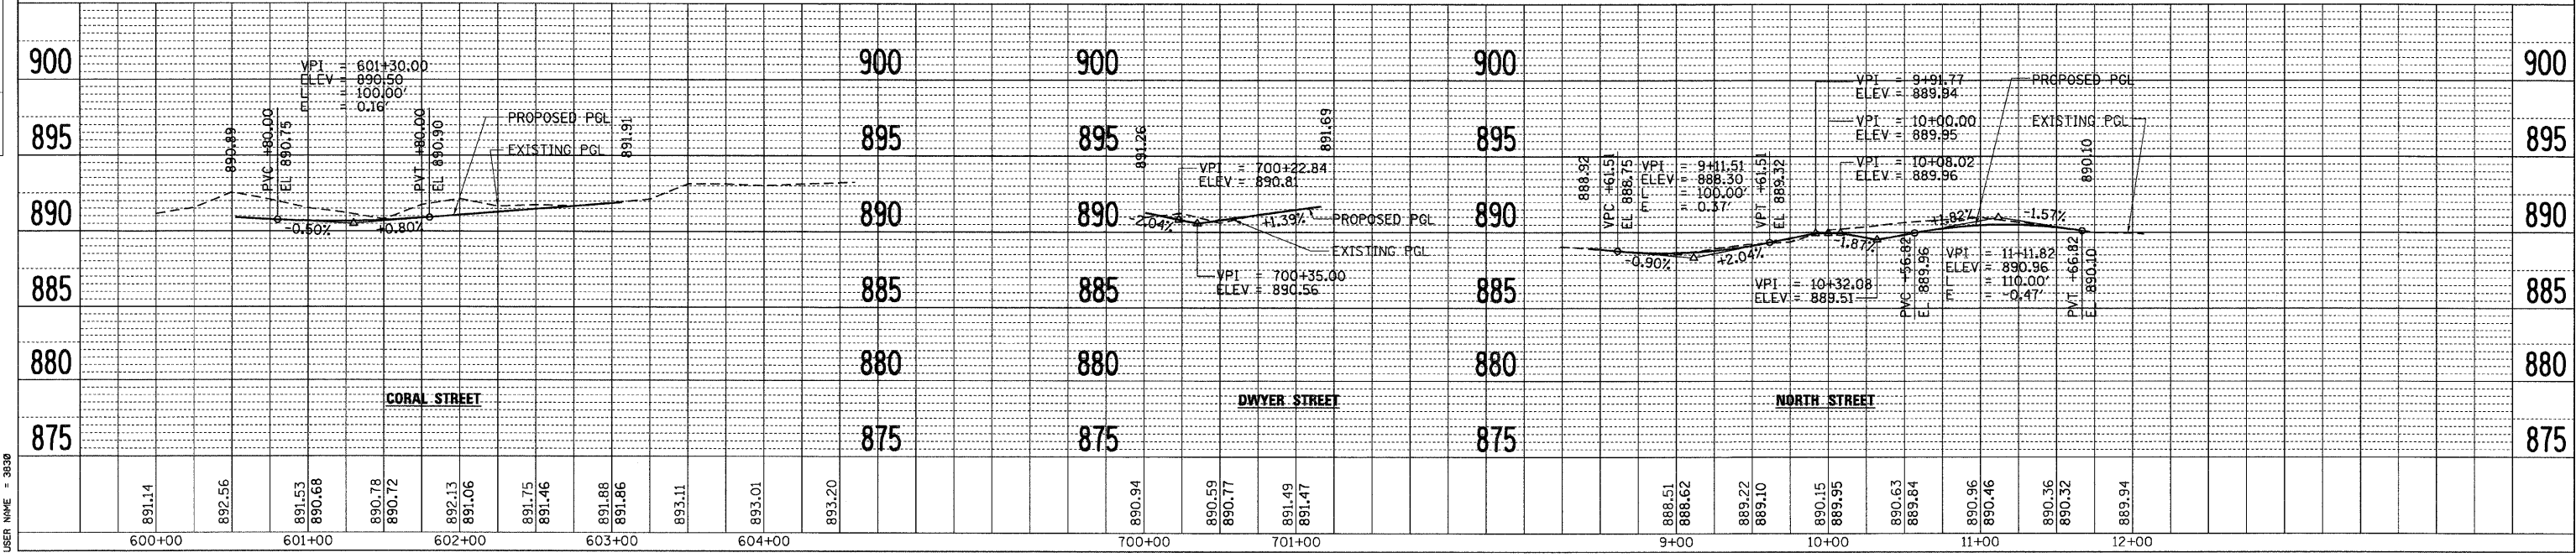 900
895
890
885
880
875
VPI = 601+30.00
ELEV = 890.50
L = 100.00'
E = 0.16'
890.89
PVC +80.00
EL 890.75
PVT +80.00
EL 890.90
PROPOSED PGL
EXISTING PGL
891.91
-0.50%
+0.80%
CORAL STREET
891.14
892.56
891.53
890.68
890.78
890.72
892.13
891.06
891.75
891.46
891.88
891.86
893.11
893.01
893.20
600+00
601+00
602+00
603+00
604+00
900
895
890
885
880
875
900
895
890
885
880
875
891.26
VPI = 700+22.84
ELEV = 890.81
891.69
-2.04%
+1.39%
PROPOSED PGL
EXISTING PGL
VPI = 700+35.00
ELEV = 890.56
DWYER STREET
890.94
890.59
890.77
891.49
891.47
700+00
701+00
900
895
890
885
880
875
888.92
VPC +61.51
EL 888.75
VPI = 9+11.51
ELEV = 888.30
L = 100.00'
E = 0.37'
VPT +61.51
EL 889.32
VPI = 9+91.77
ELEV = 889.94
VPI = 10+00.00
ELEV = 889.95
VPI = 10+08.02
ELEV = 889.96
PROPOSED PGL
EXISTING PGL
890.10
-0.90%
+2.04%
-1.87%
+1.82%
-1.57%
VPI = 10+32.08
ELEV = 889.51
PVC +56.82
EL 889.96
VPI = 11+11.82
ELEV = 890.96
L = 110.00'
E = -0.47'
PVT +66.82
EL 890.10
NORTH STREET
888.51
888.62
889.22
889.10
890.15
889.95
890.63
889.84
890.96
890.46
890.36
890.32
889.94
9+00
10+00
11+00
12+00
900
895
890
885
880
875
USER NAME = 3830